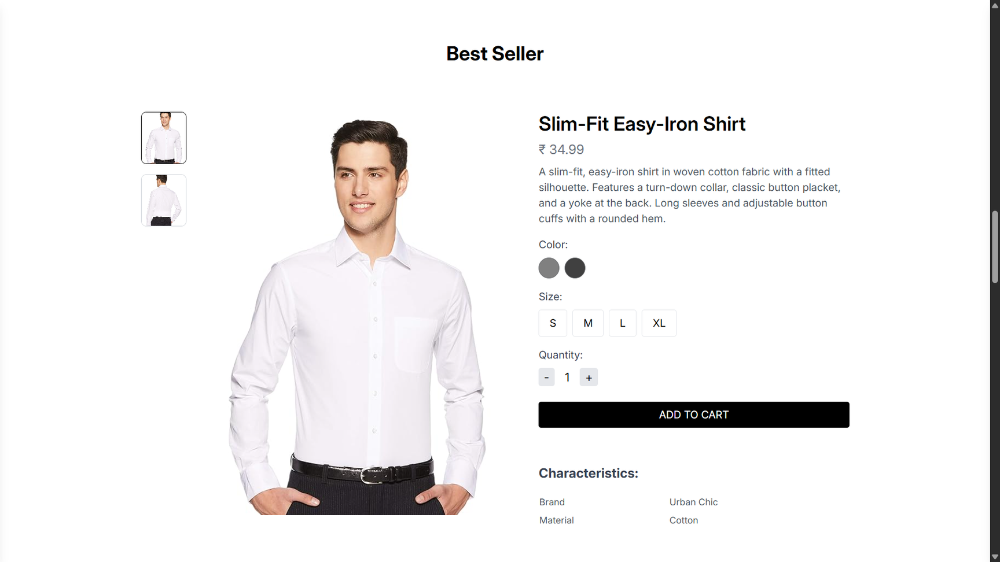 Best Seller
Slim-Fit Easy-Iron Shirt
₹ 34.99
A slim-fit, easy-iron shirt in woven cotton fabric with a fitted
silhouette. Features a turn-down collar, classic button placket,
and a yoke at the back. Long sleeves and adjustable button
cuffs with a rounded hem.
Color:
Size:
S M L XL
Quantity:
- 1 +
ADD TO CART
Characteristics:
Brand Urban Chic
Material Cotton